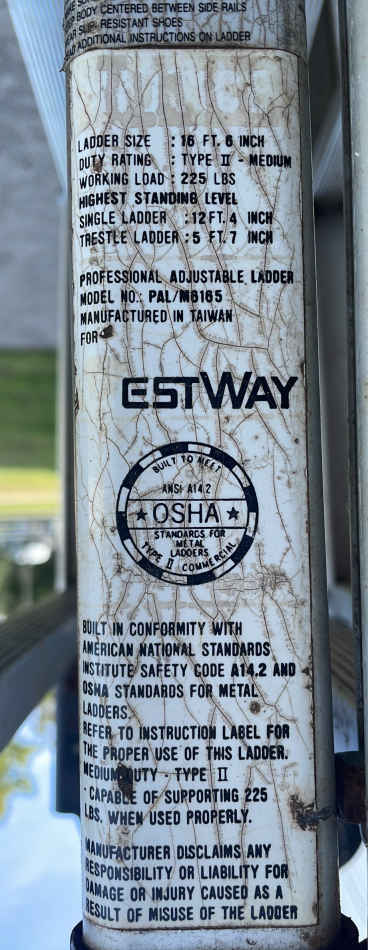 BODY CENTERED BETWEEN SIDE RAILS
RESISTANT SHOES
ADDITIONAL INSTRUCTIONS ON LADDER
LADDER SIZE : 16 FT. 6 INCH
DUTY RATING : TYPE II - MEDIUM
WORKING LOAD : 225 LBS
HIGHEST STANDING LEVEL
SINGLE LADDER : 12 FT. 4 INCH
TRESTLE LADDER : 5 FT. 7 INCH
PROFESSIONAL ADJUSTABLE LADDER
MODEL NO.: PAL/M6165
MANUFACTURED IN TAIWAN
FOR
ESTWAY
BUILT TO MEET
ANSI A14.2
★ OSHA ★
STANDARDS FOR
METAL
LADDERS
TYPE II COMMERCIAL
BUILT IN CONFORMITY WITH
AMERICAN NATIONAL STANDARDS
INSTITUTE SAFETY CODE A14.2 AND
OSHA STANDARDS FOR METAL
LADDERS.
REFER TO INSTRUCTION LABEL FOR
THE PROPER USE OF THIS LADDER.
MEDIUM DUTY - TYPE II
· CAPABLE OF SUPPORTING 225
LBS. WHEN USED PROPERLY.
MANUFACTURER DISCLAIMS ANY
RESPONSIBILITY OR LIABILITY FOR
DAMAGE OR INJURY CAUSED AS A
RESULT OF MISUSE OF THE LADDER